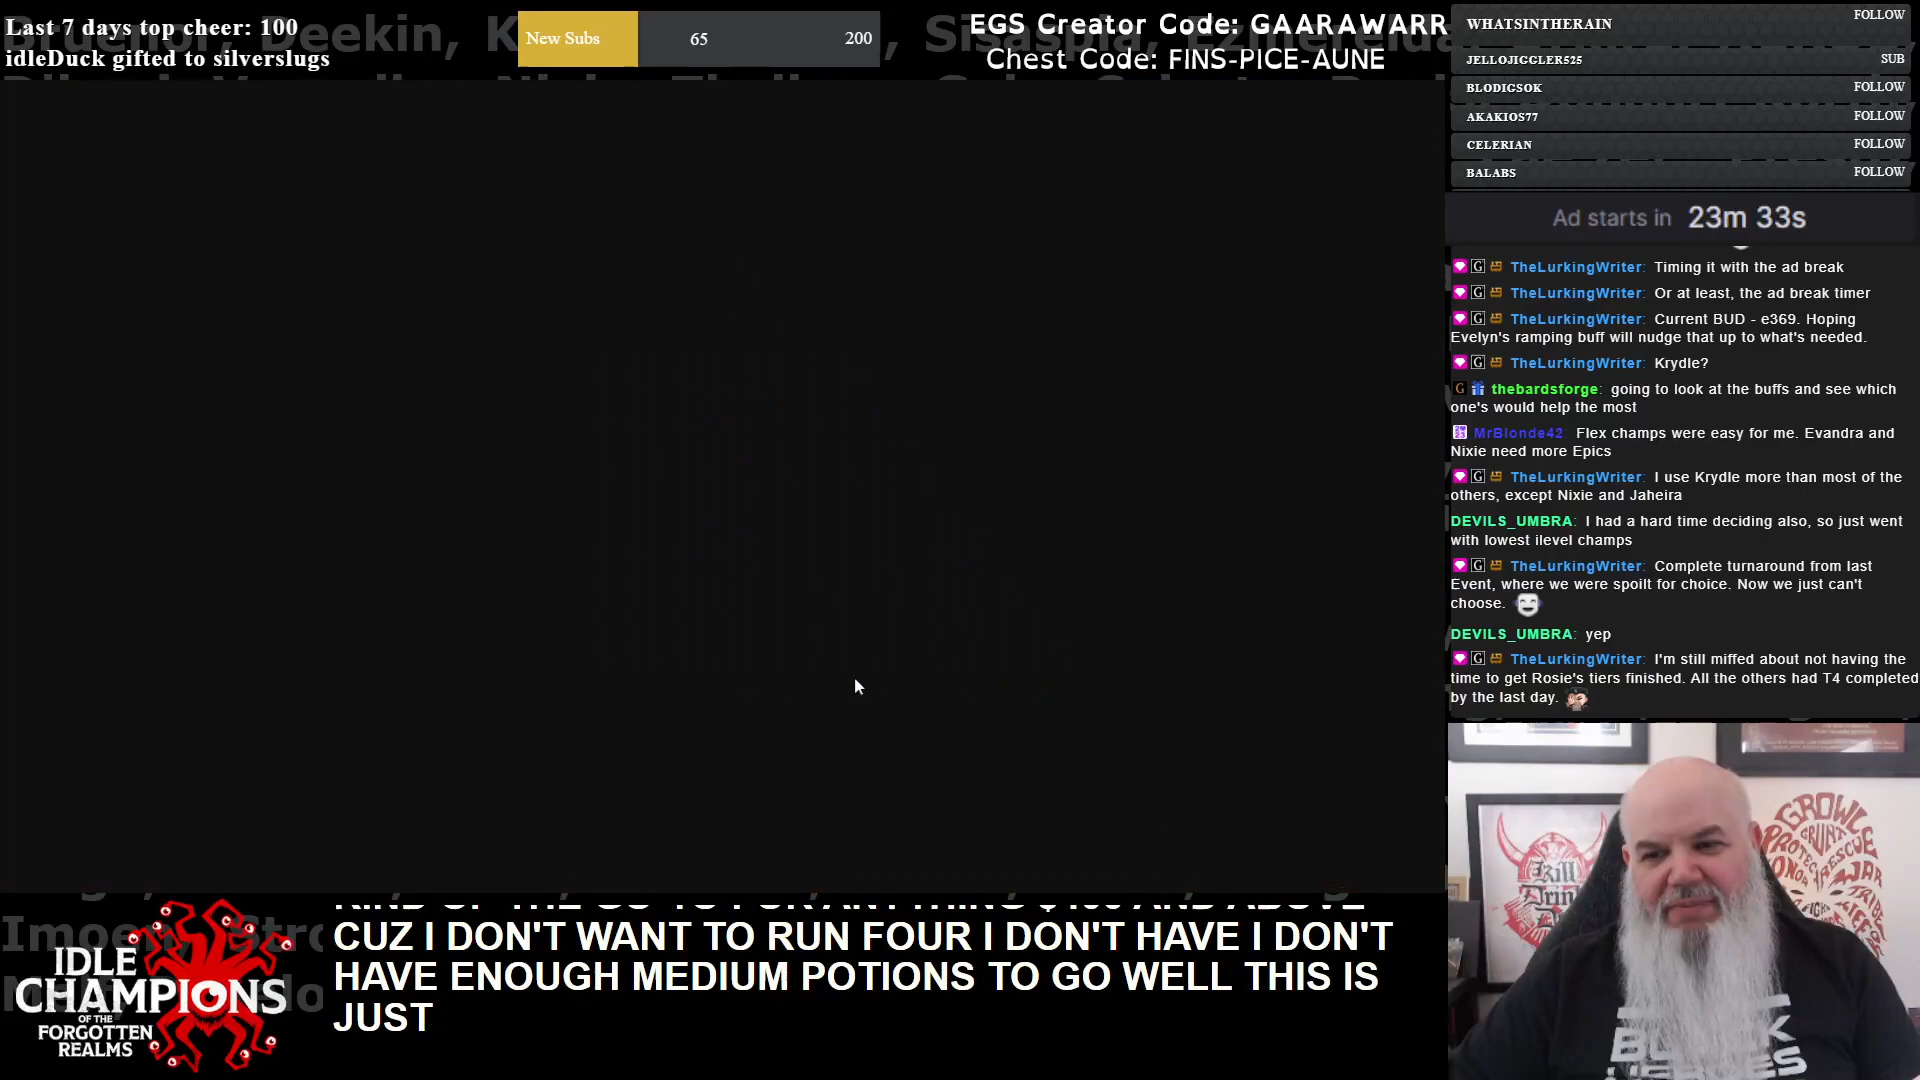 Last 7 days top cheer: 100
idleDuck gifted to silverslugs
New Subs
65
200
EGS Creator Code: GAARAWARR
Chest Code: FINS-PICE-AUNE
WHATSINTHERAIN FOLLOW
JELLOJIGGLER525 SUB
BLODIGSOK FOLLOW
AKAKIOS77 FOLLOW
CELERIAN FOLLOW
BALABS FOLLOW
Ad starts in 23m 33s
TheLurkingWriter: Timing it with the ad break
TheLurkingWriter: Or at least, the ad break timer
TheLurkingWriter: Current BUD - e369. Hoping
Evelyn's ramping buff will nudge that up to what's needed.
TheLurkingWriter: Krydle?
thebardsforge: going to look at the buffs and see which
one's would help the most
MrBlonde42: Flex champs were easy for me. Evandra and
Nixie need more Epics
TheLurkingWriter: I use Krydle more than most of the
others, except Nixie and Jaheira
DEVILS_UMBRA: I had a hard time deciding also, so just went
with lowest ilevel champs
TheLurkingWriter: Complete turnaround from last
Event, where we were spoilt for choice. Now we just can't
choose.
DEVILS_UMBRA: yep
TheLurkingWriter: I'm still miffed about not having the
time to get Rosie's tiers finished. All the others had T4 completed
by the last day.
IDLE
CHAMPIONS
OF THE
FORGOTTEN
REALMS
CUZ I DON'T WANT TO RUN FOUR I DON'T HAVE I DON'T
HAVE ENOUGH MEDIUM POTIONS TO GO WELL THIS IS
JUST